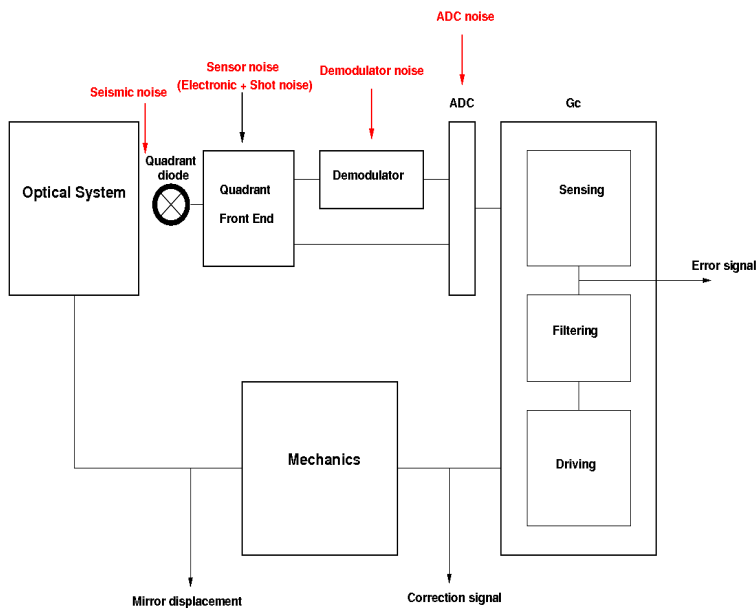 ADC noise
Sensor noise
(Electronic + Shot noise)
Demodulator noise
Seismic noise
ADC
Gc
Quadrant
diode
Optical System
Quadrant
Front End
Demodulator
Sensing
Error signal
Filtering
Mechanics
Driving
Mirror displacement
Correction signal